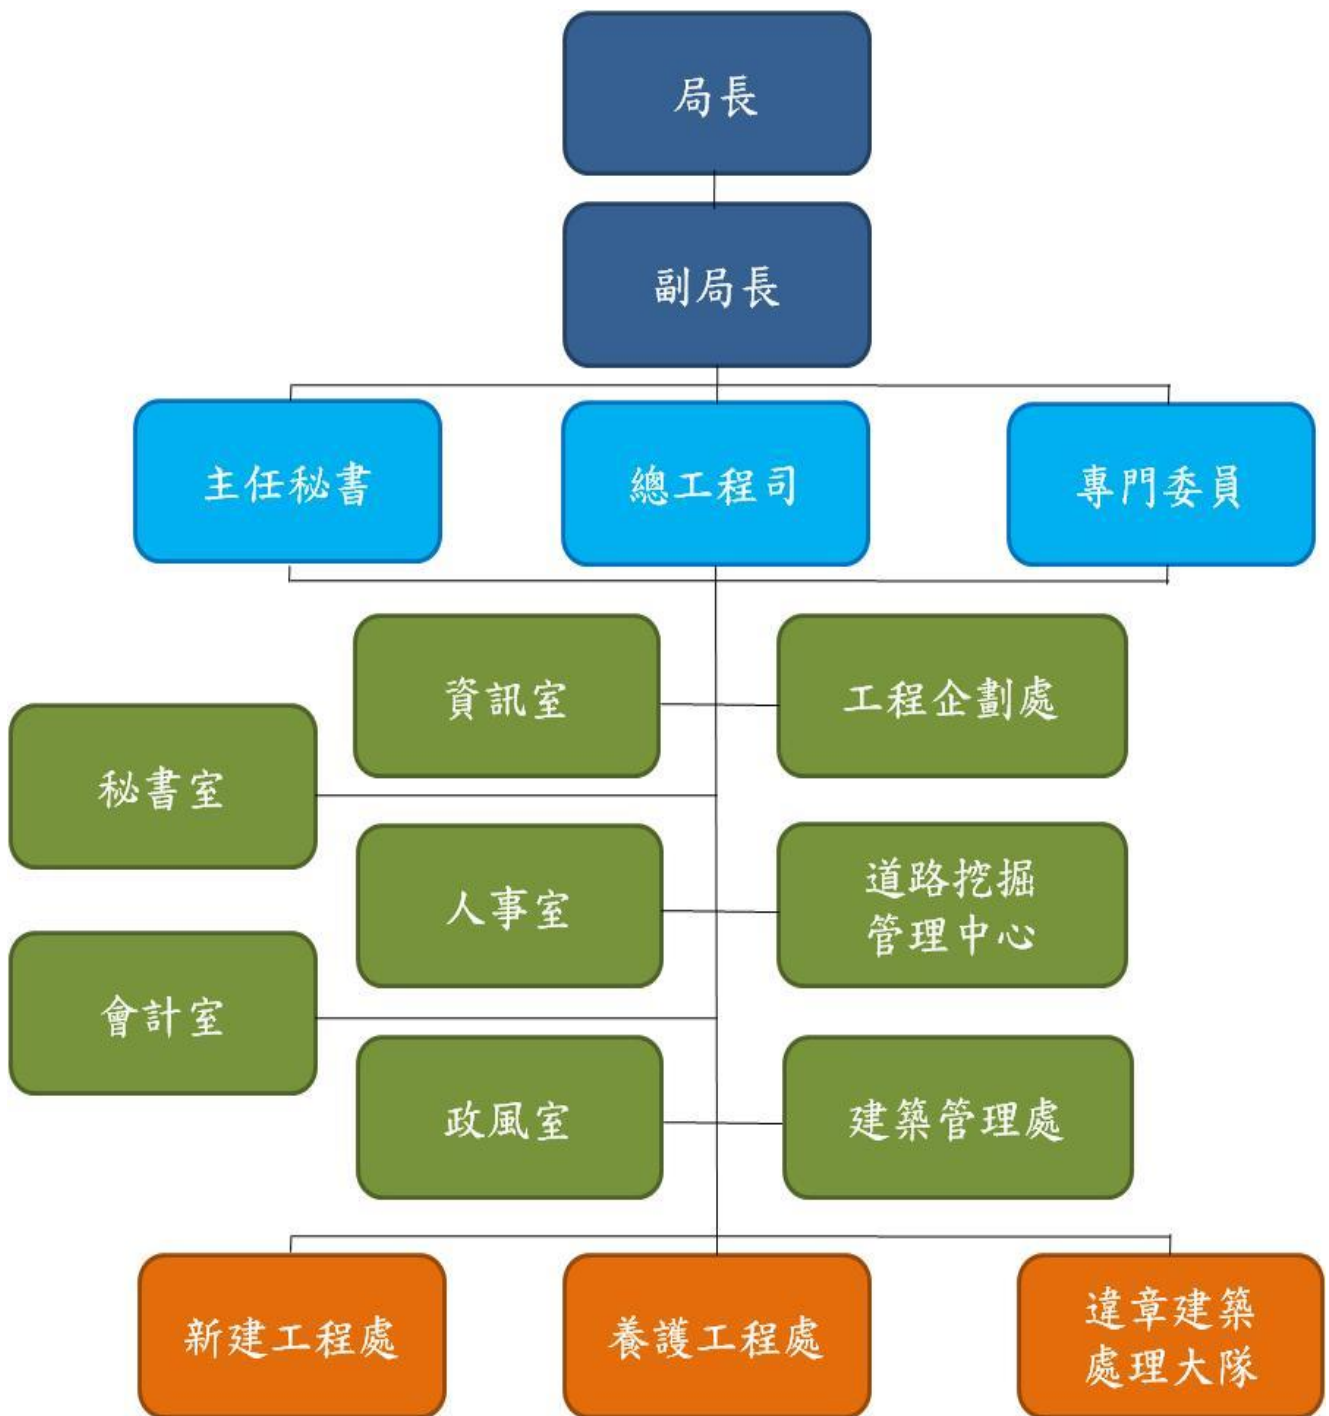 局長
副局長
主任秘書
總工程司
專門委員
資訊室
工程企劃處
秘書室
人事室
道路挖掘
管理中心
會計室
政風室
建築管理處
新建工程處
養護工程處
違章建築
處理大隊